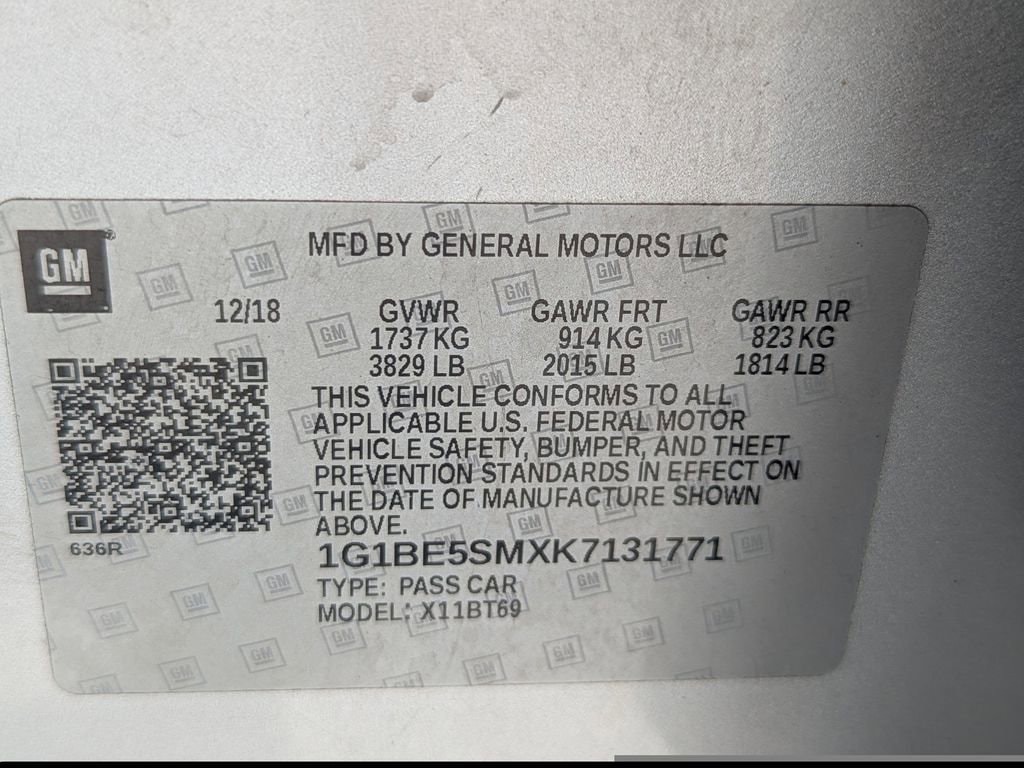 GM
MFD BY GENERAL MOTORS LLC
12/18 GVWR GAWR FRT GAWR RR
1737 KG 914 KG 823 KG
3829 LB 2015 LB 1814 LB
THIS VEHICLE CONFORMS TO ALL
APPLICABLE U.S. FEDERAL MOTOR
VEHICLE SAFETY, BUMPER, AND THEFT
PREVENTION STANDARDS IN EFFECT ON
THE DATE OF MANUFACTURE SHOWN
ABOVE.
636R
1G1BE5SMXK7131771
TYPE: PASS CAR
MODEL: X11BT69